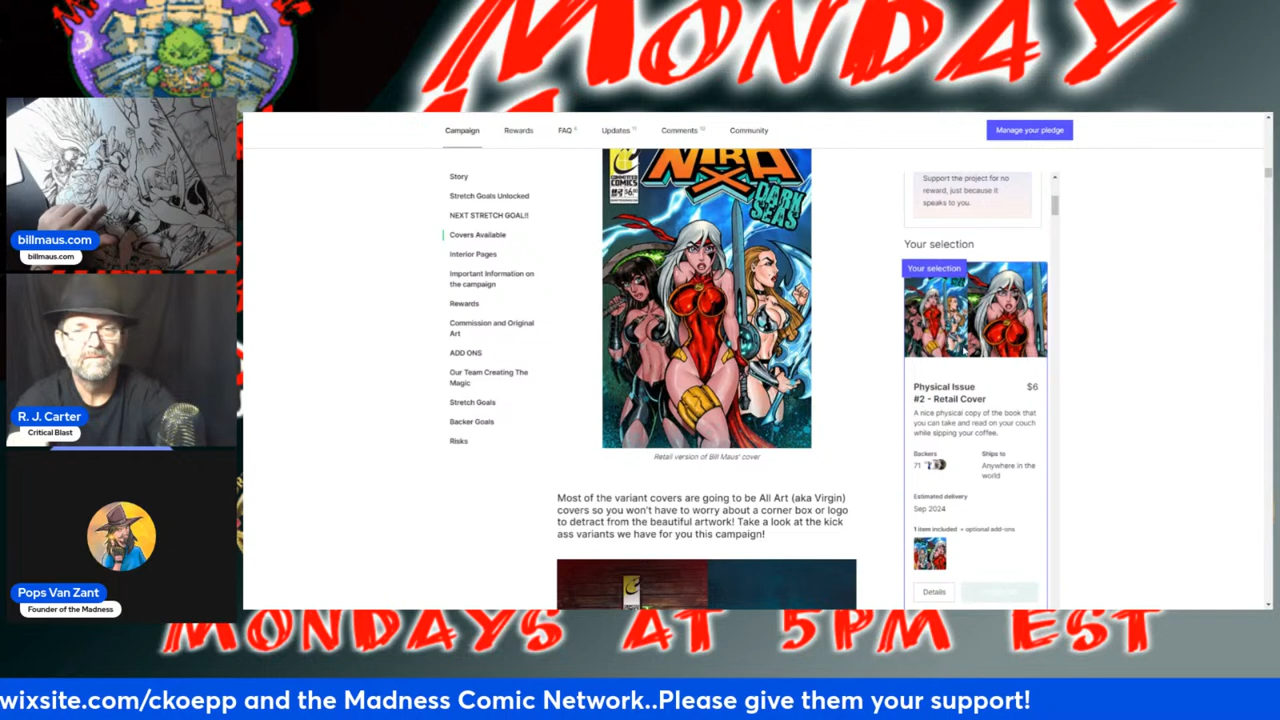 MONDAY
billmaus.com
billmaus.com
R. J. Carter
Critical Blast
Pops Van Zant
Founder of the Madness
Campaign
Rewards
FAQ 6
Updates 11
Comments 12
Community
Manage your pledge
Story
Stretch Goals Unlocked
NEXT STRETCH GOAL!!
Covers Available
Interior Pages
Important Information on
the campaign
Rewards
Commission and Original
Art
ADD ONS
Our Team Creating The
Magic
Stretch Goals
Backer Goals
Risks
COMMITTED
COMICS
NIRA
X
DARK
SEAS
Retail version of Bill Maus' cover
Most of the variant covers are going to be All Art (aka Virgin)
covers so you won't have to worry about a corner box or logo
to detract from the beautiful artwork! Take a look at the kick
ass variants we have for you this campaign!
Support the project for no
reward, just because it
speaks to you.
Your selection
Your selection
Physical Issue
#2 - Retail Cover
$6
A nice physical copy of the book that
you can take and read on your couch
while sipping your coffee.
Backers
71
Ships to
Anywhere in the
world
Estimated delivery
Sep 2024
1 item included + optional add-ons
Details
MONDAYS AT 5PM EST
wixsite.com/ckoepp and the Madness Comic Network..Please give them your support!